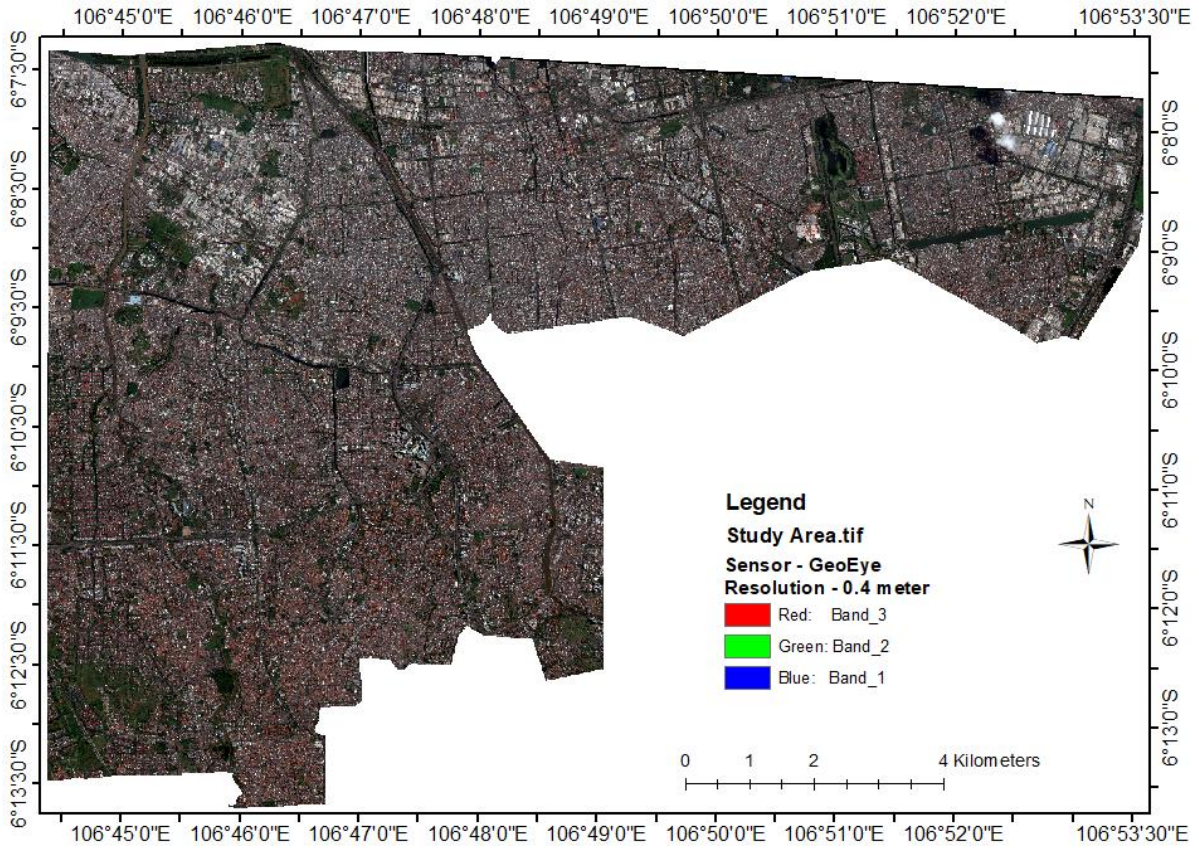 106°45'0"E 106°46'0"E 106°47'0"E 106°48'0"E 106°49'0"E 106°50'0"E 106°51'0"E 106°52'0"E 106°53'30"E
6°7'30"S
6°8'30"S
6°9'30"S
6°10'30"S
6°11'30"S
6°12'30"S
6°13'30"S
6°8'0"S
6°9'0"S
6°10'0"S
6°11'0"S
6°12'0"S
6°13'0"S
Legend
Study Area.tif
Sensor - GeoEye
Resolution - 0.4 meter
Red: Band_3
Green: Band_2
Blue: Band_1
N
0 1 2 4 Kilometers
106°45'0"E 106°46'0"E 106°47'0"E 106°48'0"E 106°49'0"E 106°50'0"E 106°51'0"E 106°52'0"E 106°53'30"E